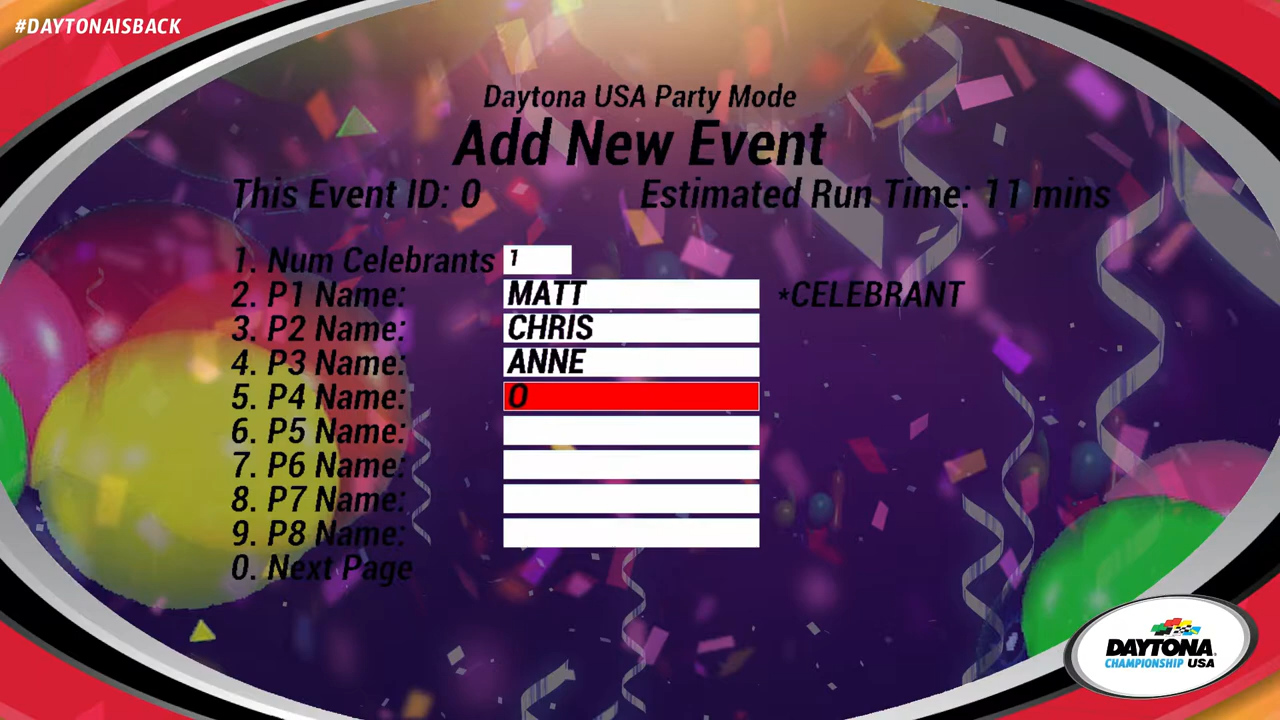 #DAYTONAISBACK
Daytona USA Party Mode
Add New Event
This Event ID: 0 Estimated Run Time: 11 mins
1. Num Celebrants 1
2. P1 Name: MATT *CELEBRANT
3. P2 Name: CHRIS
4. P3 Name: ANNE
5. P4 Name: O
6. P5 Name:
7. P6 Name:
8. P7 Name:
9. P8 Name:
0. Next Page
DAYTONA
CHAMPIONSHIP USA